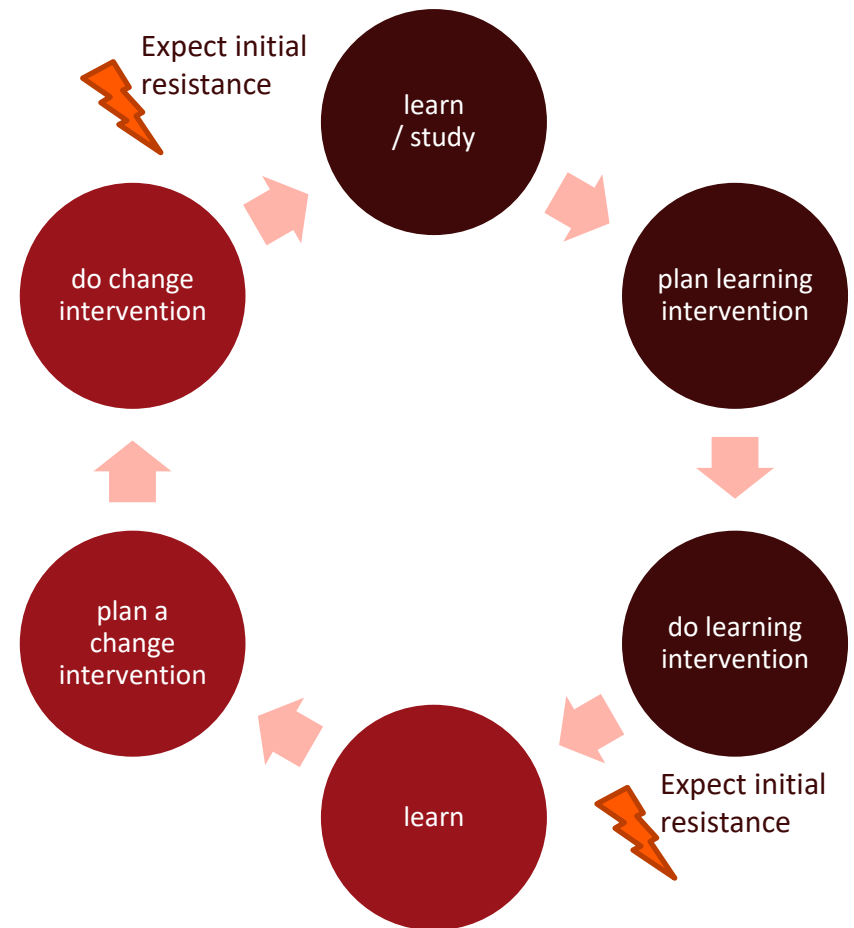 Expect initial
resistance
learn
/ study
plan learning
intervention
do learning
intervention
Expect initial
resistance
learn
plan a
change
intervention
do change
intervention